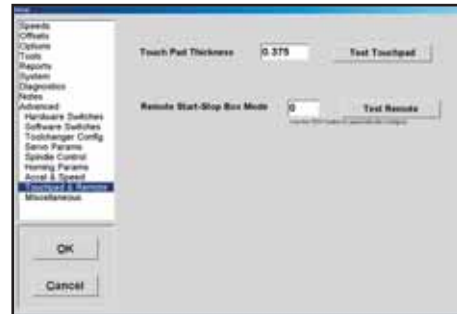 Speeds
Offsets
Options
Tools
Reports
System
Diagnostics
Notes
Advanced
Hardware Switches
Software Switches
Toolchanger Config
Servo Params
Spindle Control
Homing Params
Accel & Speed
Touchpad & Remote
Miscellaneous
OK
Cancel
Touch Pad Thickness 0.375 Test Touchpad
Remote Start-Stop Box Mode 0 Test Remote